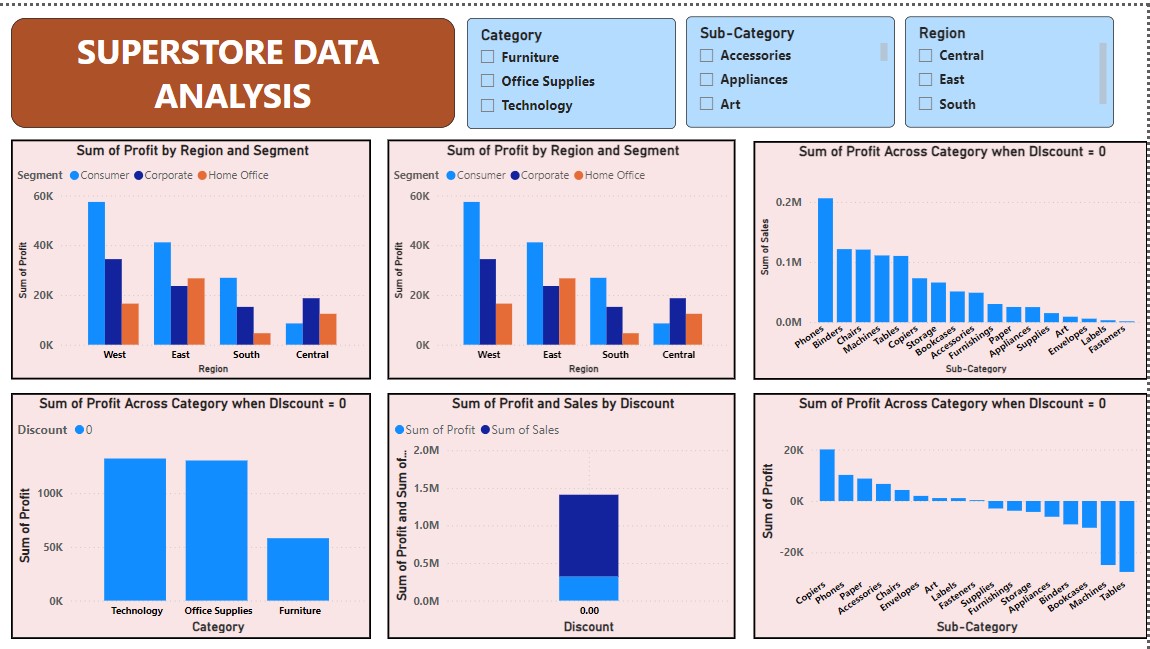 SUPERSTORE DATA
ANALYSIS
Category
Furniture
Office Supplies
Technology
Sub-Category
Accessories
Appliances
Art
Region
Central
East
South
Sum of Profit by Region and Segment
Segment Consumer Corporate Home Office
Sum of Profit
60K
40K
20K
0K
West East South Central
Region
Sum of Profit by Region and Segment
Segment Consumer Corporate Home Office
Sum of Profit
60K
40K
20K
0K
West East South Central
Region
Sum of Profit Across Category when DIscount = 0
Sum of Sales
0.2M
0.1M
0.0M
Phones Binders Chairs Machines Tables Copiers Storage Bookcases Accessories Furnishings Paper Appliances Supplies Art Envelopes Labels Fasteners
Sub-Category
Sum of Profit Across Category when DIscount = 0
Discount 0
Sum of Profit
100K
50K
0K
Technology Office Supplies Furniture
Category
Sum of Profit and Sales by Discount
Sum of Profit Sum of Sales
Sum of Profit and Sum of...
2.0M
1.5M
1.0M
0.5M
0.0M
0.00
Discount
Sum of Profit Across Category when DIscount = 0
Sum of Profit
20K
0K
-20K
Copiers Phones Paper Accessories Chairs Envelopes Art Labels Fasteners Supplies Furnishings Storage Appliances Binders Bookcases Machines Tables
Sub-Category